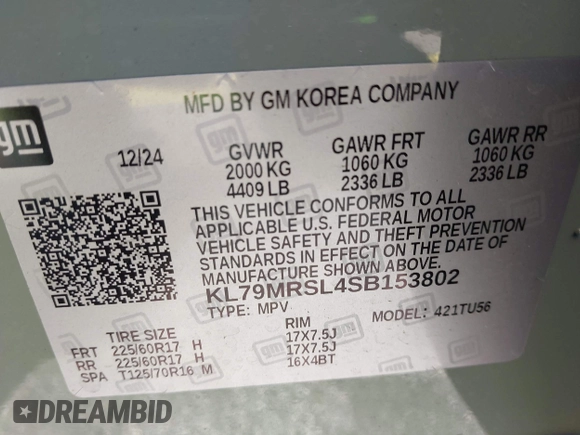 MFD BY GM KOREA COMPANY
gm
12/24
GVWR
2000 KG
4409 LB
GAWR FRT
1060 KG
2336 LB
GAWR RR
1060 KG
2336 LB
THIS VEHICLE CONFORMS TO ALL
APPLICABLE U.S. FEDERAL MOTOR
VEHICLE SAFETY AND THEFT PREVENTION
STANDARDS IN EFFECT ON THE DATE OF
MANUFACTURE SHOWN ABOVE.
KL79MRSL4SB153802
TYPE: MPV
MODEL: 421TU56
TIRE SIZE RIM
FRT 225/60R17 H 17X7.5J
RR 225/60R17 H 17X7.5J
SPA T125/70R16 M 16X4BT
DREAMBID